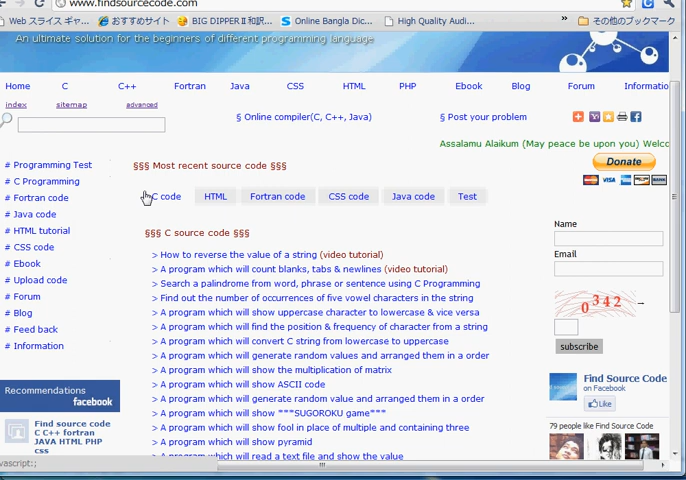 www.findsourcecode.com
Web スライス ギャ... おすすめサイト BIG DIPPER II 和訳... Online Bangla Dic... High Quality Audi... » その他のブックマーク
An ultimate solution for the beginners of different programming language
Home C C++ Fortran Java CSS HTML PHP Ebook Blog Forum Informatio
index sitemap advanced
§ Online compiler(C, C++, Java) § Post your problem
Assalamu Alaikum (May peace be upon you) Welco
Donate
VISA
# Programming Test
# C Programming
# Fortran code
# Java code
# HTML tutorial
# CSS code
# Ebook
# Upload code
# Forum
# Blog
# Feed back
# Information
§§§ Most recent source code §§§
C code HTML Fortran code CSS code Java code Test
§§§ C source code §§§
> How to reverse the value of a string (video tutorial)
> A program which will count blanks, tabs & newlines (video tutorial)
> Search a palindrome from word, phrase or sentence using C Programming
> Find out the number of occurrences of five vowel characters in the string
> A program which will show uppercase character to lowercase & vice versa
> A program which will find the position & frequency of character from a string
> A program which will convert C string from lowercase to uppercase
> A program which will generate random values and arranged them in a order
> A program which will show the multiplication of matrix
> A program which will show ASCII code
> A program which will generate random values and arranged them in a order
> A program which will show ***SUGOROKU game***
> A program which will show fool in place of multiple and containing three
> A program which will show pyramid
> A program which will read a text file and show the value
Name
Email
0342
→
subscribe
Find Source Code
on Facebook
Like
79 people like Find Source Code
Recommendations
facebook
Find source code
C C++ fortran
JAVA HTML PHP
css
vascript:;